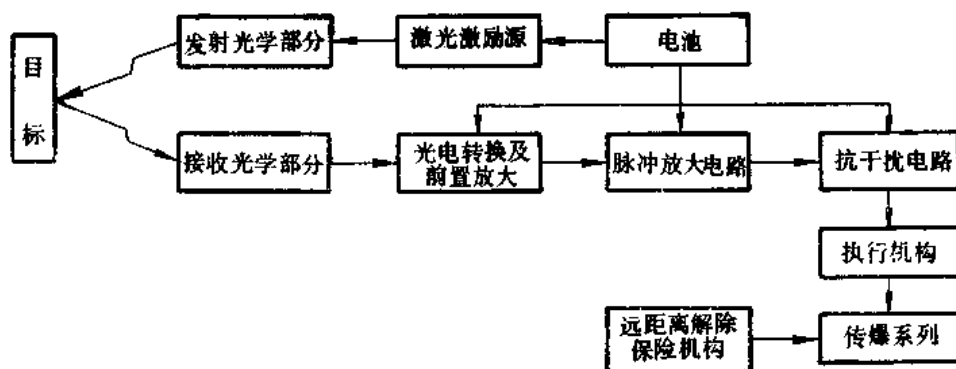 发射光学部分
激光激励源
电池
目
标
接收光学部分
光电转换及
前置放大
脉冲放大电路
抗干扰电路
执行机构
远距离解除
保险机构
传爆系列